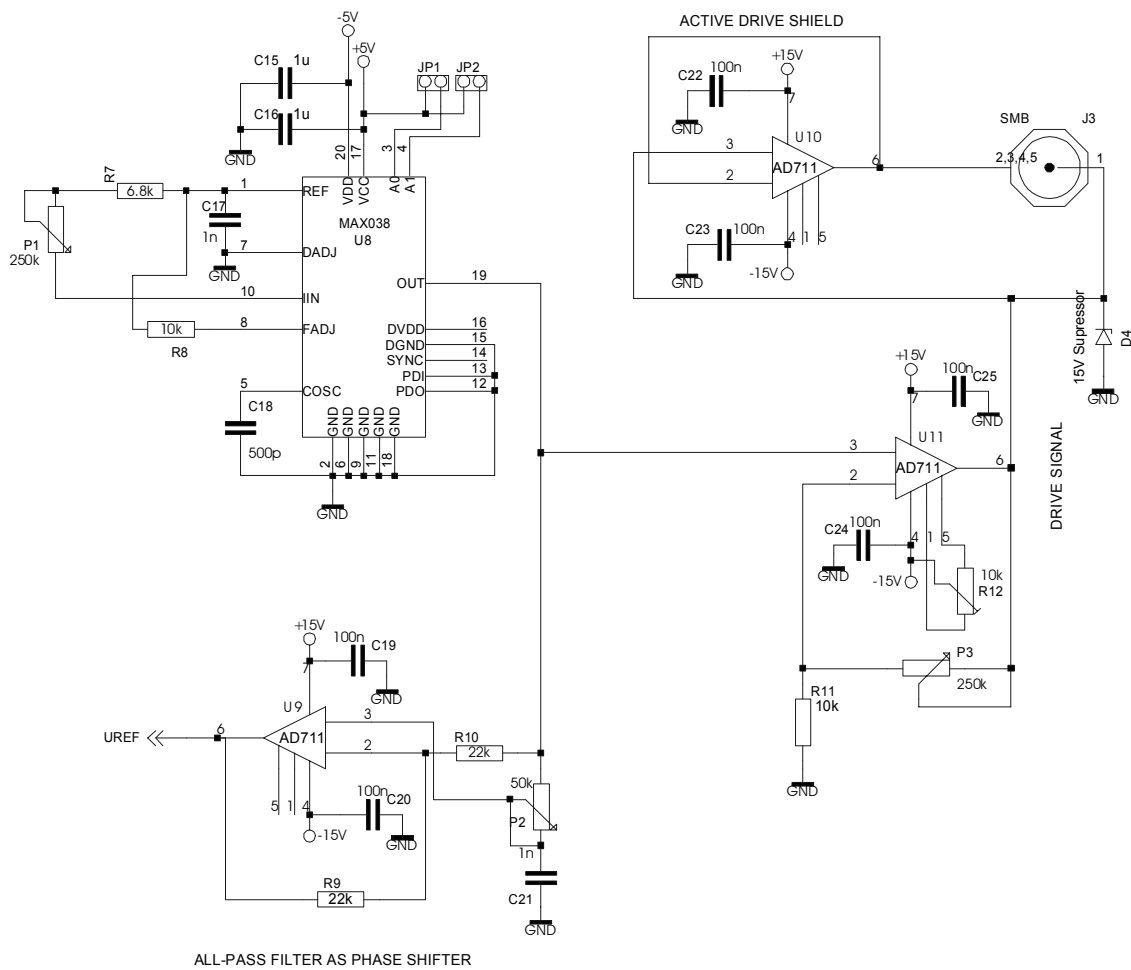 -5V
+5V
C15 1u
C16 1u
GND
JP1 JP2
20 17 3 4
VDD VCC A0 A1
R7
6.8k
1
REF
C17
1n
MAX038
U8
P1
250k
7
DADJ
GND
10
IIN
OUT
19
8
FADJ
10k
R8
DVDD 16
DGND 15
SYNC 14
PDI 13
PDO 12
5
COSC
C18
500p
GND GND GND GND GND
2 6 9 11 18
GND
ACTIVE DRIVE SHIELD
100n
C22
+15V
GND
7
U10
3
AD711
2
6
SMB J3
2,3,4,5
1
C23 100n
4 1 5
GND
-15V
15V Supressor
D4
GND
+15V
100n
C25
7
GND
U11
3
AD711
2
6
DRIVE SIGNAL
100n
C24
4 1 5
GND
-15V
10k
R12
P3
250k
R11
10k
GND
+15V
100n
C19
7
GND
U9
3
UREF
6
AD711
2
R10
22k
5 1 4
100n
C20
-15V
GND
50k
P2
1n
C21
R9
22k
GND
ALL-PASS FILTER AS PHASE SHIFTER